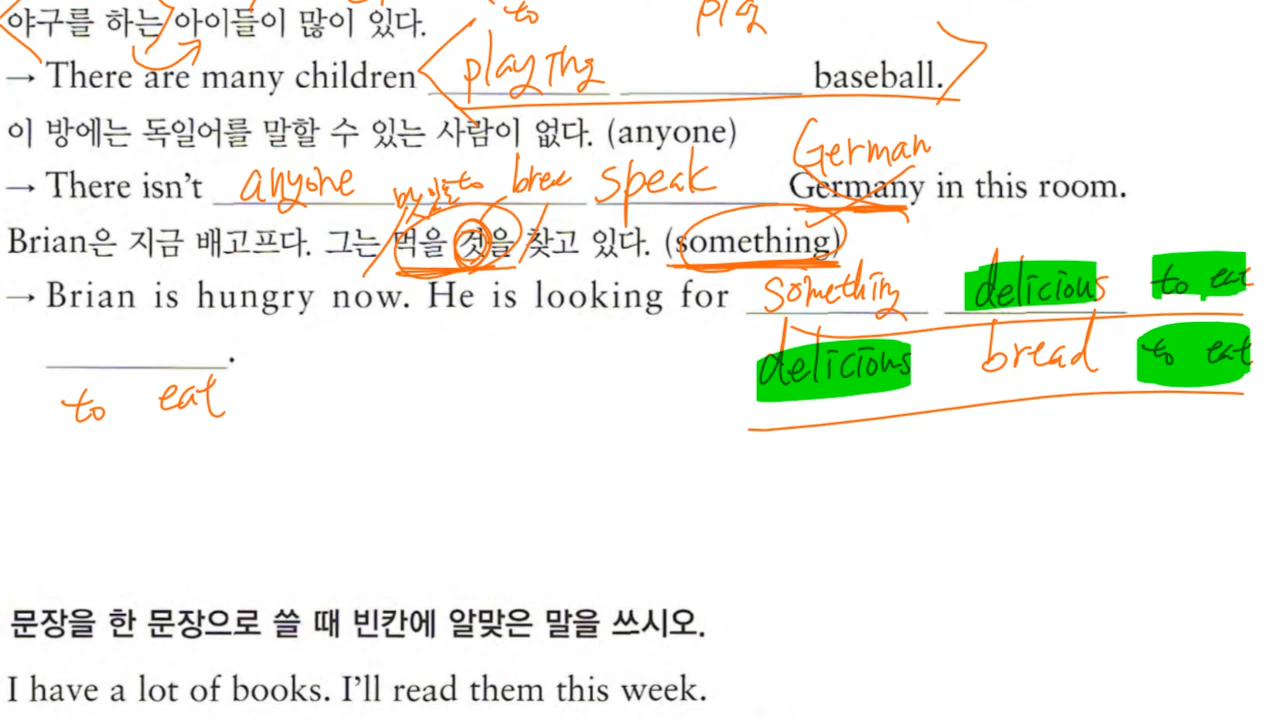 to
야구를 하는 아이들이 많이 있다.
→ There are many children playing baseball.
이 방에는 독일어를 말할 수 있는 사람이 없다. (anyone)
German
→ There isn't anyone to speak Germany in this room.
Brian은 지금 배고프다. 그는 먹을 것을 찾고 있다. (something)
→ Brian is hungry now. He is looking for something delicious to eat
delicious bread to eat
.
to eat
문장을 한 문장으로 쓸 때 빈칸에 알맞은 말을 쓰시오.
I have a lot of books. I'll read them this week.